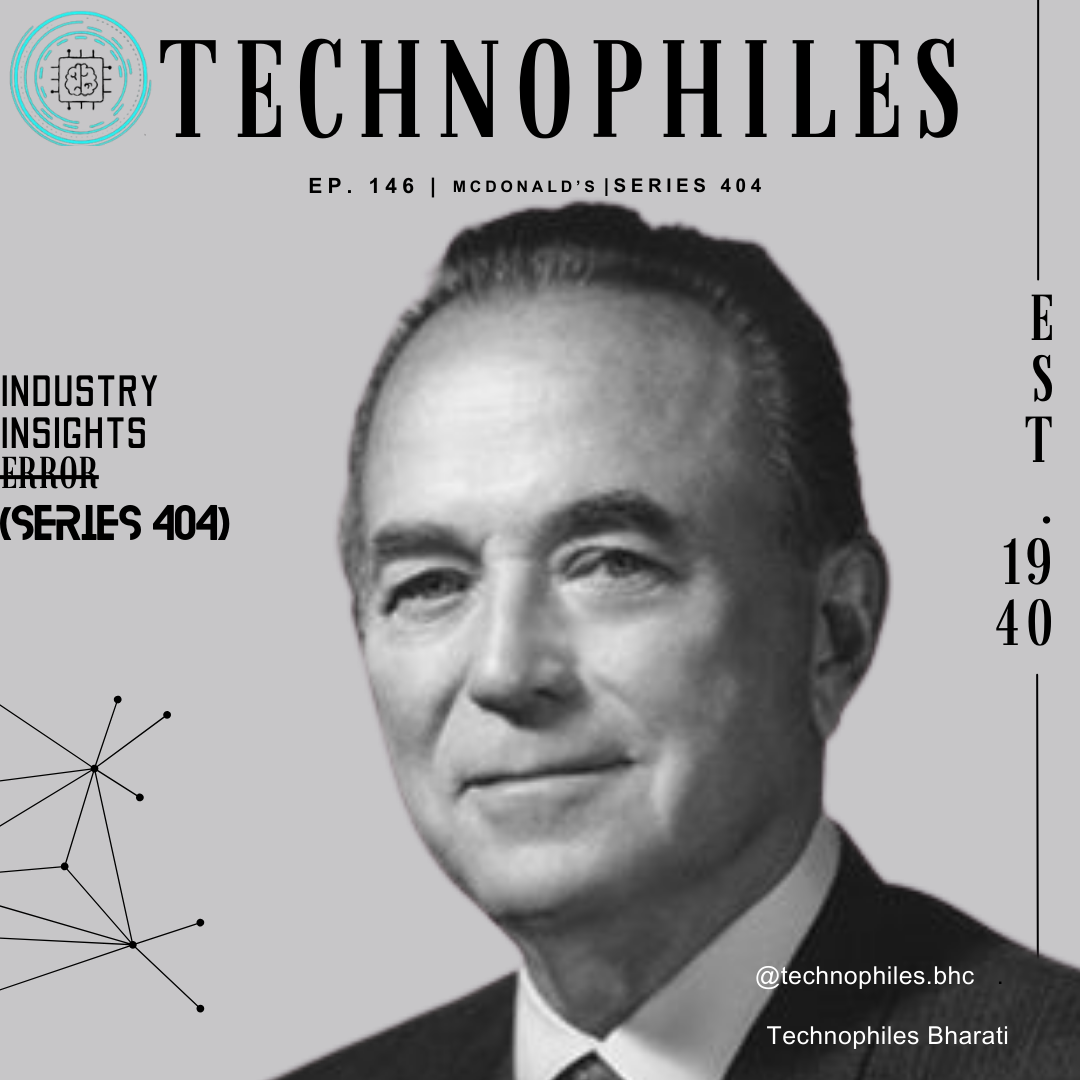 TECHNOPHILES
EP. 146 | MCDONALD'S |SERIES 404
INDUSTRY
INSIGHTS
ERROR
(SERIES 404)
E
S
T
.
19
40
@technophiles.bhc .
Technophiles Bharati